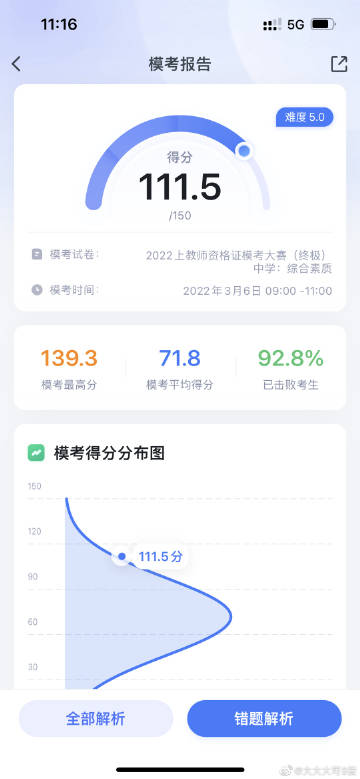 11:16
5G
模考报告
难度 5.0
得分
111.5
/150
模考试卷：
2022上教师资格证模考大赛（终极）
中学：综合素质
模考时间：
2022年3月6日 09:00 -11:00
139.3
71.8
92.8%
模考最高分
模考平均得分
已击败考生
模考得分分布图
150
120
111.5 分
90
60
30
全部解析
错题解析